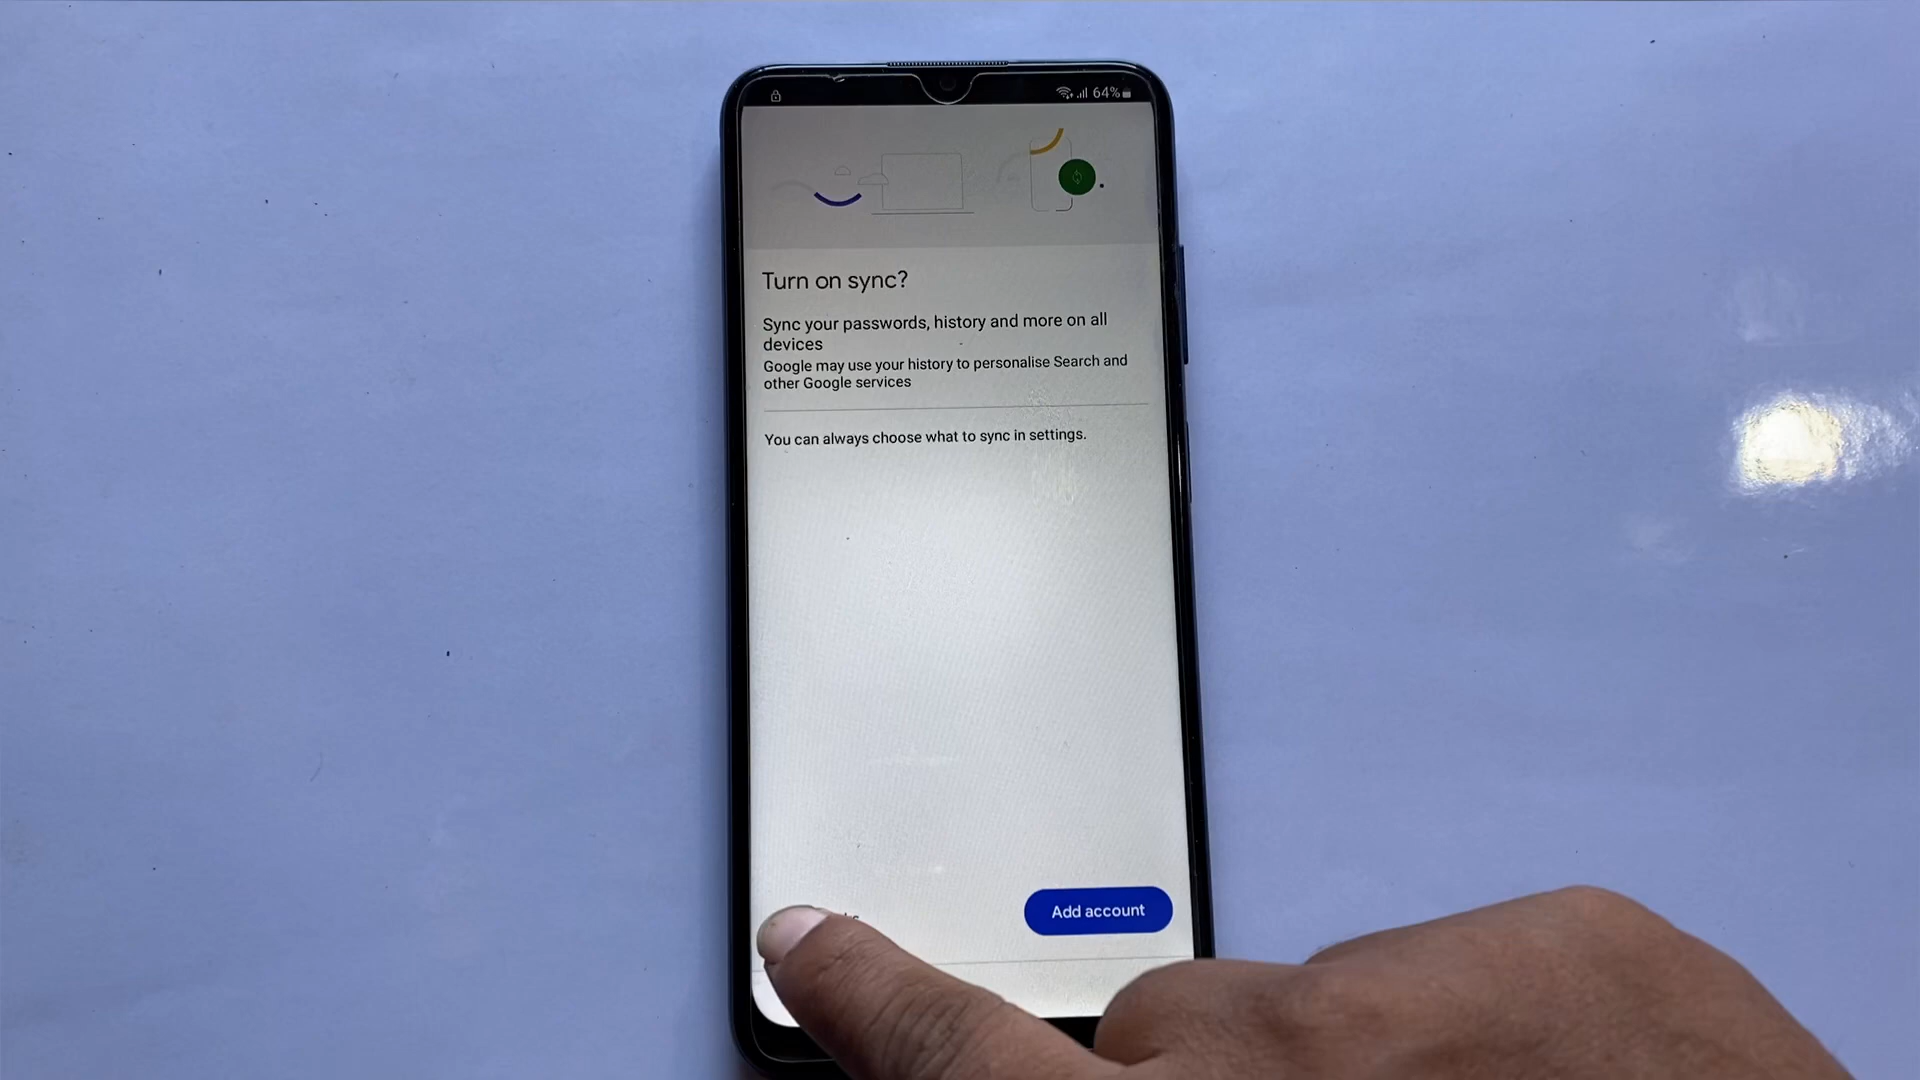 64%
Turn on sync?
Sync your passwords, history and more on all
devices
Google may use your history to personalise Search and
other Google services
You can always choose what to sync in settings.
Add account